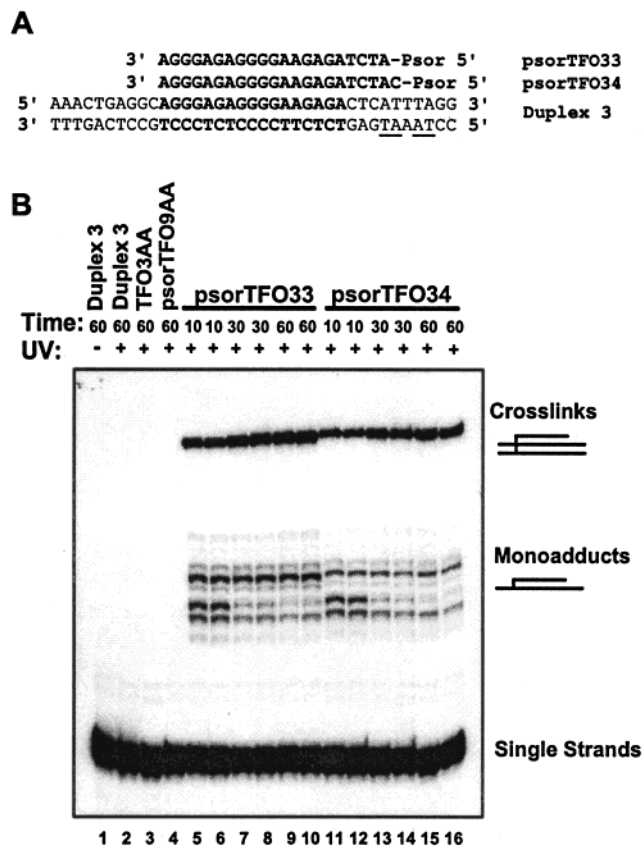 A
3' AGGGAGAGGGGAAGAGATCTA-Psor 5' psorTFO33
3' AGGGAGAGGGGAAGAGATCTAC-Psor 5' psorTFO34
5' AAACTGAGGCAGGGAGAGGGGAAGAGACTCATTTAGG 3'
Duplex 3
3' TTTGACTCCGTCCCTCTCCCCTTCTCTGAGTAAATCC 5'
B
Duplex 3
Duplex 3
TFO3AA
psorTFO9AA
psorTFO33 psorTFO34
Time: 60 60 60 60 10 10 30 30 60 60 10 10 30 30 60 60
UV: - + + + + + + + + + + + + + + +
Crosslinks
Monoadducts
Single Strands
1 2 3 4 5 6 7 8 9 10 11 12 13 14 15 16